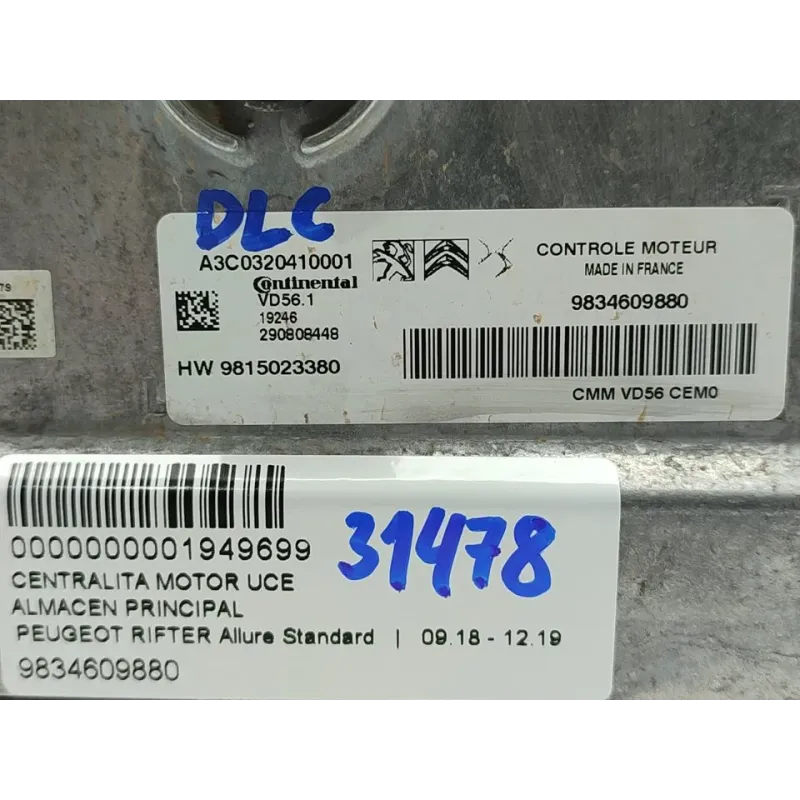 DLC
A3C0320410001
Continental
VD56.1
19246
290808448
HW 9815023380
CONTROLE MOTEUR
MADE IN FRANCE
9834609880
CMM VD56 CEM0
79
0000000001949699
31478
CENTRALITA MOTOR UCE
ALMACEN PRINCIPAL
PEUGEOT RIFTER Allure Standard | 09.18 - 12.19
9834609880